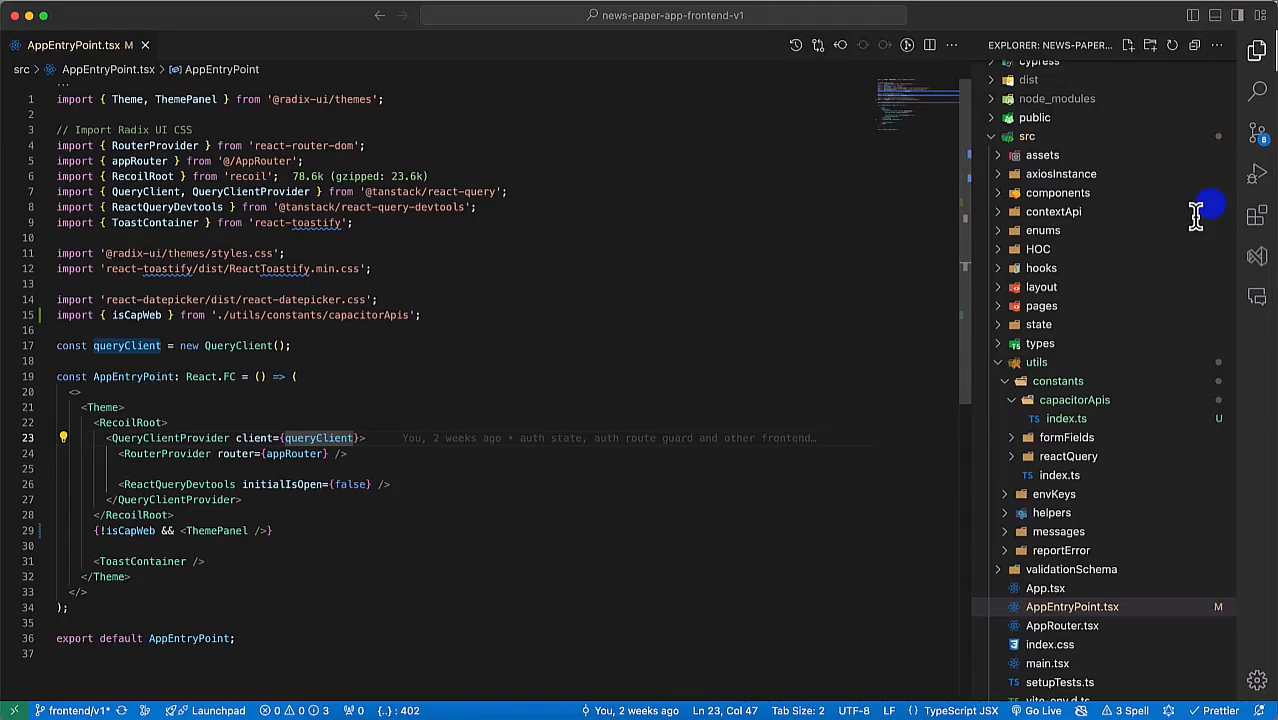 news-paper-app-frontend-v1
AppEntryPoint.tsx M
EXPLORER: NEWS-PAPER...
src > AppEntryPoint.tsx > AppEntryPoint
...
1 import { Theme, ThemePanel } from '@radix-ui/themes';
2
3 // Import Radix UI CSS
4 import { RouterProvider } from 'react-router-dom';
5 import { appRouter } from '@/AppRouter';
6 import { RecoilRoot } from 'recoil'; 78.6k (gzipped: 23.6k)
7 import { QueryClient, QueryClientProvider } from '@tanstack/react-query';
8 import { ReactQueryDevtools } from '@tanstack/react-query-devtools';
9 import { ToastContainer } from 'react-toastify';
10
11 import '@radix-ui/themes/styles.css';
12 import 'react-toastify/dist/ReactToastify.min.css';
13
14 import 'react-datepicker/dist/react-datepicker.css';
15 import { isCapWeb } from './utils/constants/capacitorApis';
16
17 const queryClient = new QueryClient();
18
19 const AppEntryPoint: React.FC = () => (
20 <>
21 <Theme>
22 <RecoilRoot>
23 <QueryClientProvider client={queryClient}> You, 2 weeks ago • auth state, auth route guard and other frontend…
24 <RouterProvider router={appRouter} />
25
26 <ReactQueryDevtools initialIsOpen={false} />
27 </QueryClientProvider>
28 </RecoilRoot>
29 {!isCapWeb && <ThemePanel />}
30
31 <ToastContainer />
32 </Theme>
33 </>
34 );
35
36 export default AppEntryPoint;
37
cypress
dist
node_modules
public
src
assets
axiosInstance
components
contextApi
enums
HOC
hooks
layout
pages
state
types
utils
constants
capacitorApis
TS index.ts U
formFields
reactQuery
TS index.ts
envKeys
helpers
messages
reportError
validationSchema
App.tsx
AppEntryPoint.tsx M
AppRouter.tsx
index.css
main.tsx
setupTests.ts
vite-env.d.ts
8
frontend/v1* Launchpad 0 0 3 0 {..} : 402 You, 2 weeks ago Ln 23, Col 47 Tab Size: 2 UTF-8 LF { } TypeScript JSX Go Live 3 Spell Prettier